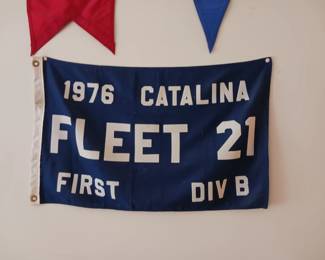 1976 CATALINA
FLEET 21
FIRST DIV B